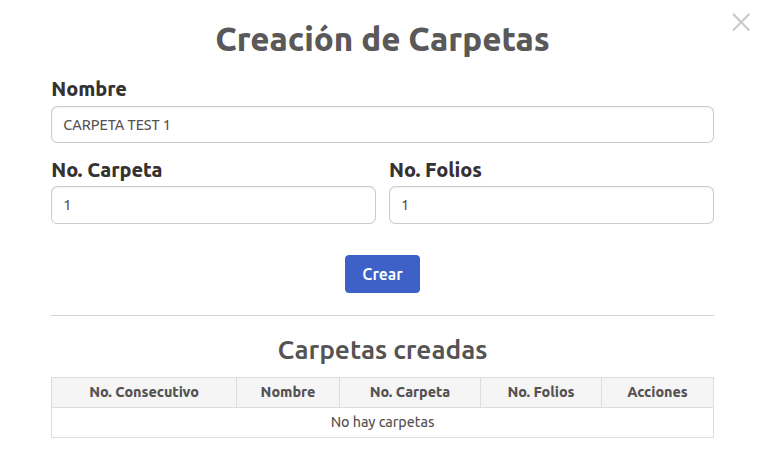 Creación de Carpetas
Nombre
CARPETA TEST 1
No. Carpeta No. Folios
1 1
Crear
Carpetas creadas
No. Consecutivo Nombre No. Carpeta No. Folios Acciones
No hay carpetas